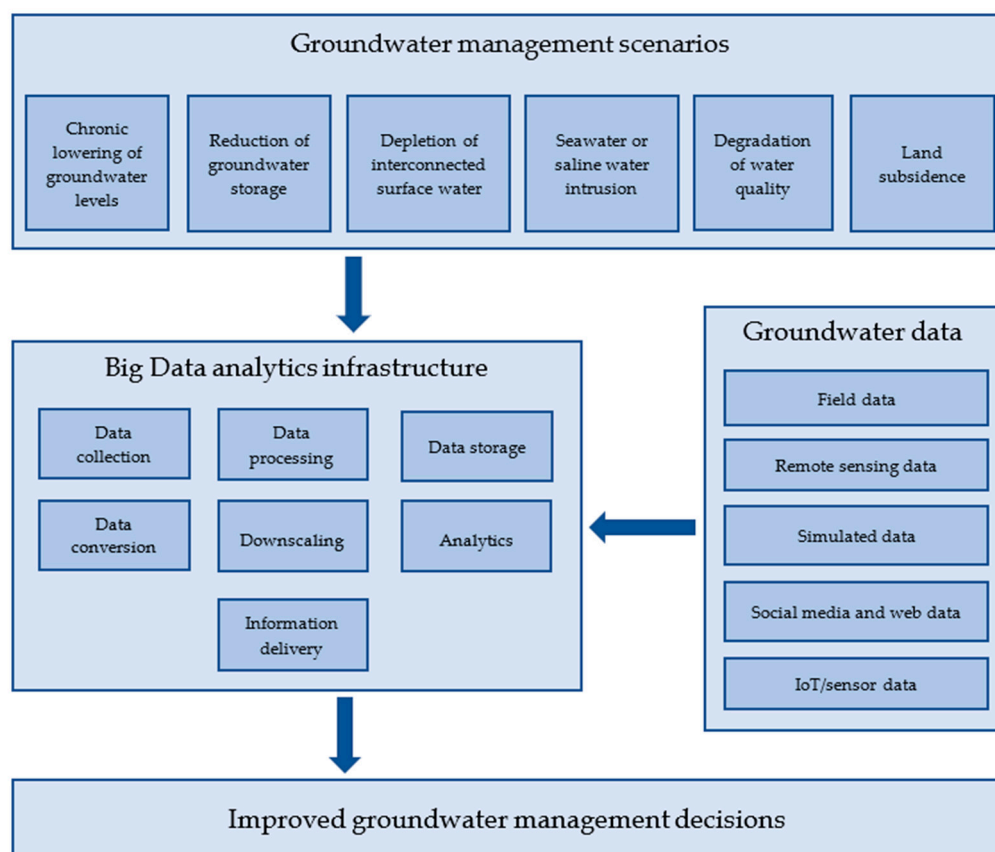 Groundwater management scenarios
Chronic
lowering of
groundwater
levels
Reduction of
groundwater
storage
Depletion of
interconnected
surface water
Seawater or
saline water
intrusion
Degradation
of water
quality
Land
subsidence
Big Data analytics infrastructure
Data
collection
Data
processing
Data storage
Data
conversion
Downscaling
Analytics
Information
delivery
Groundwater data
Field data
Remote sensing data
Simulated data
Social media and web data
IoT/sensor data
Improved groundwater management decisions